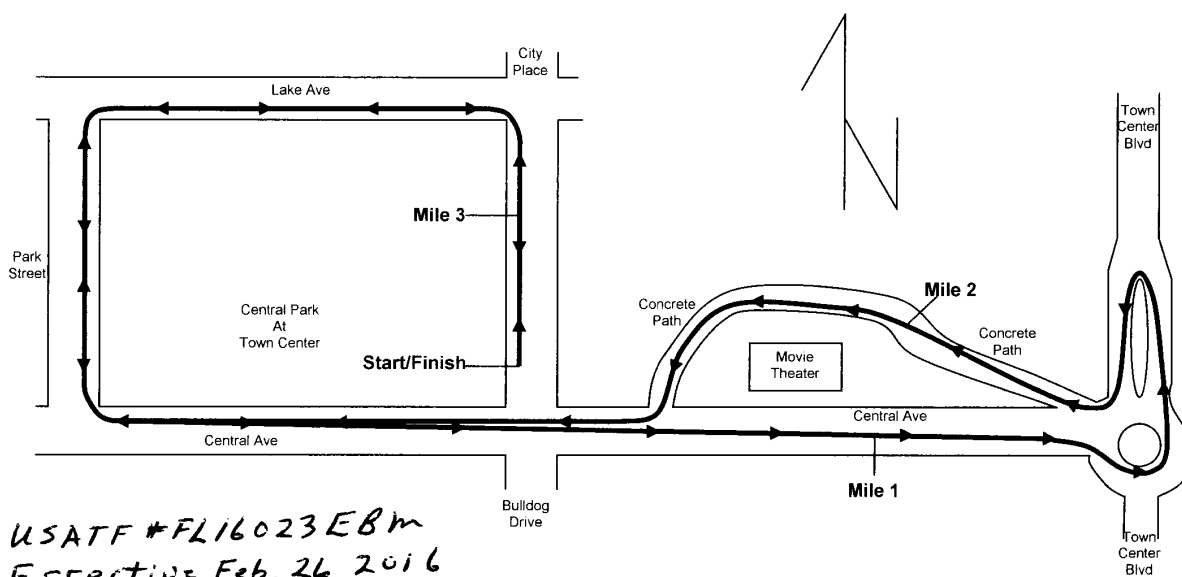 City
Place
Lake Ave
Town
Center
Blvd
Mile 3
Park
Street
Central Park
At
Town Center
Concrete
Path
Mile 2
Concrete
Path
Start/Finish
Movie
Theater
Central Ave
Central Ave
Mile 1
Bulldog
Drive
Town
Center
Blvd
USATF #FL16023EBM
Effective Feb. 26 2016